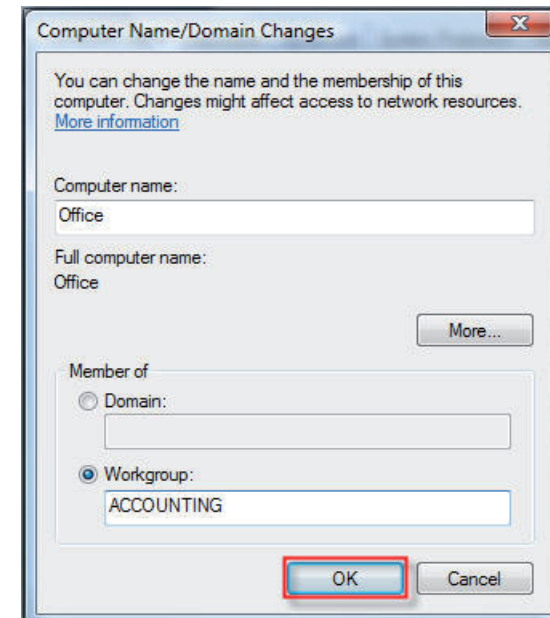 Computer Name/Domain Changes
You can change the name and the membership of this
computer. Changes might affect access to network resources.
More information
Computer name:
Office
Full computer name:
Office
More...
Member of
Domain:
Workgroup:
ACCOUNTING
OK
Cancel